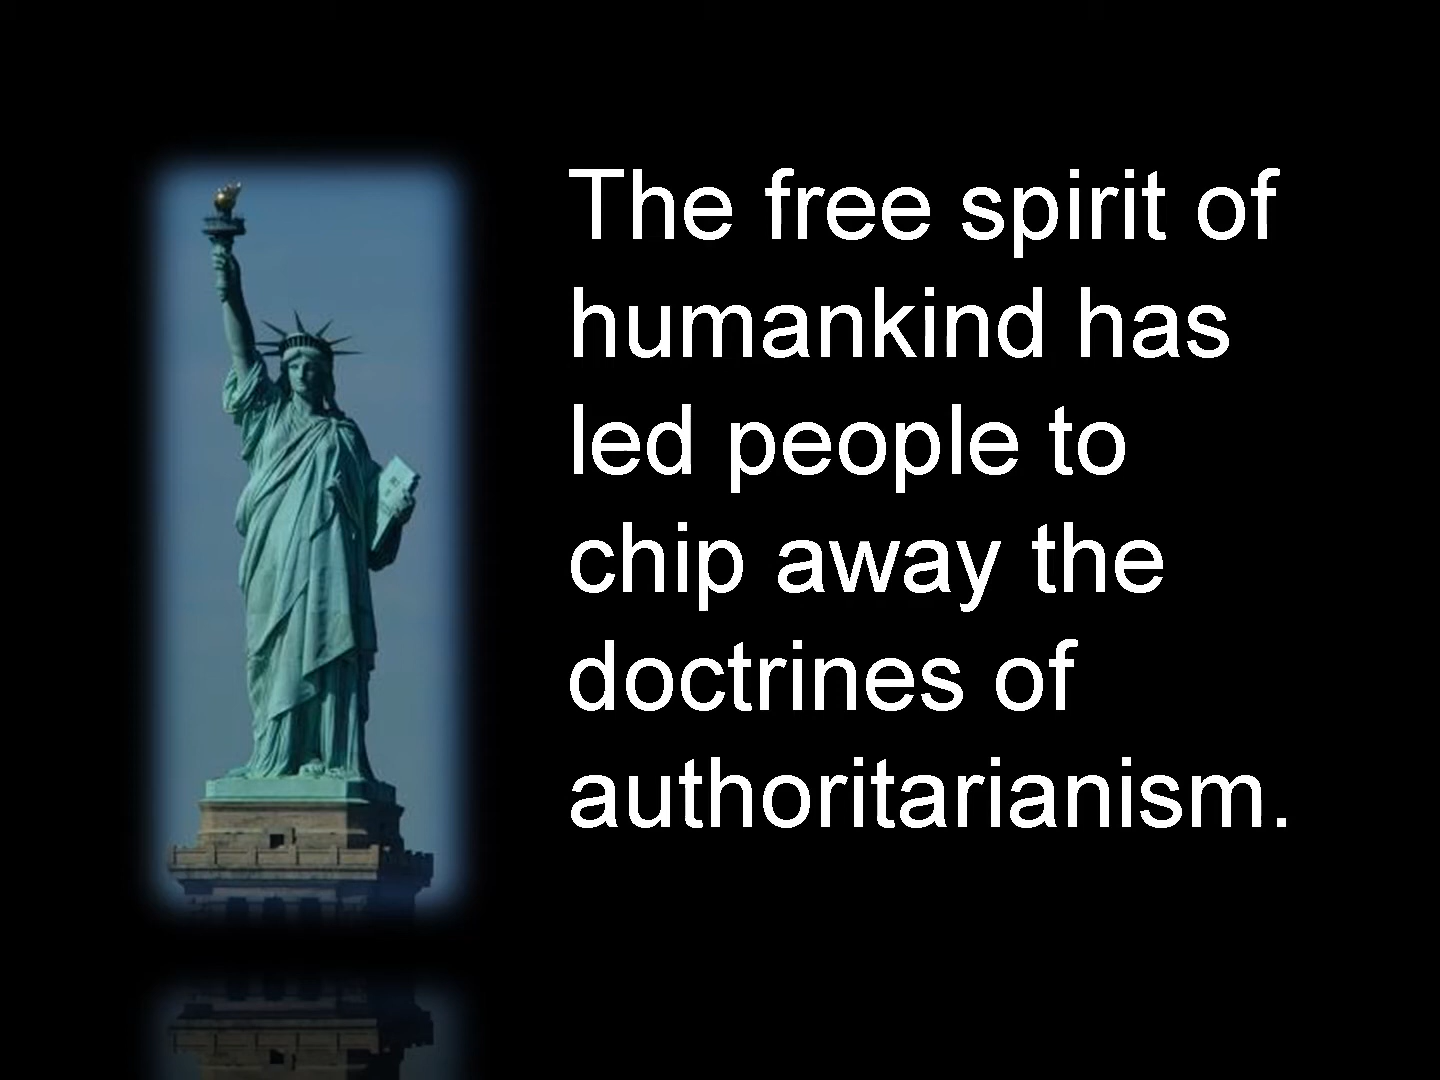 The free spirit of
humankind has
led people to
chip away the
doctrines of
authoritarianism.